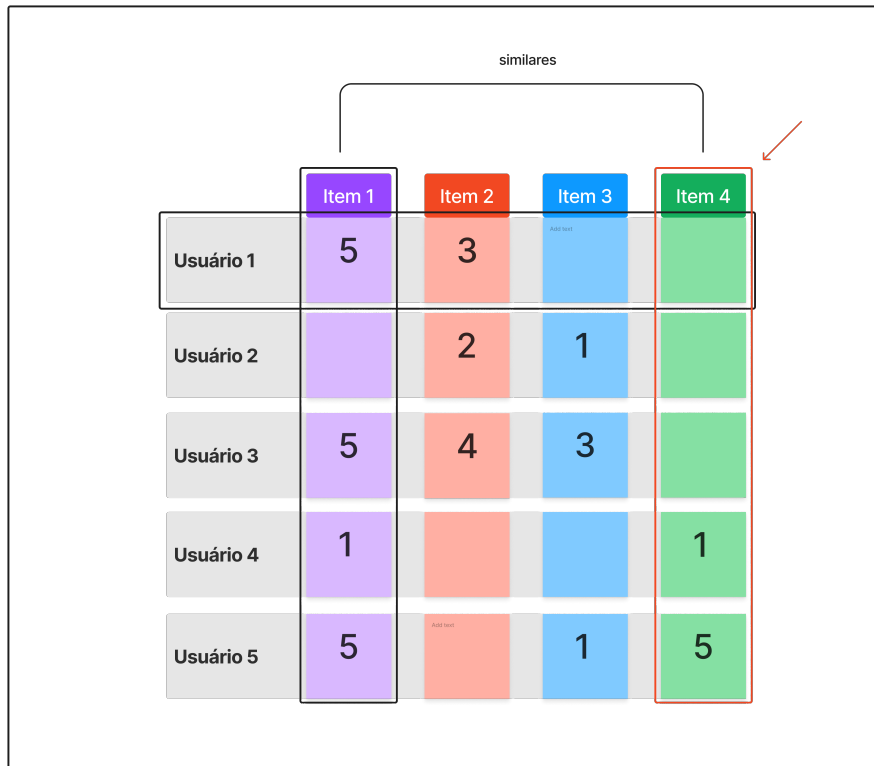 similares
Item 1 Item 2 Item 3 Item 4
Usuário 1 5 3 Add text
Usuário 2 2 1
Usuário 3 5 4 3
Usuário 4 1 1
Usuário 5 5 Add text 1 5